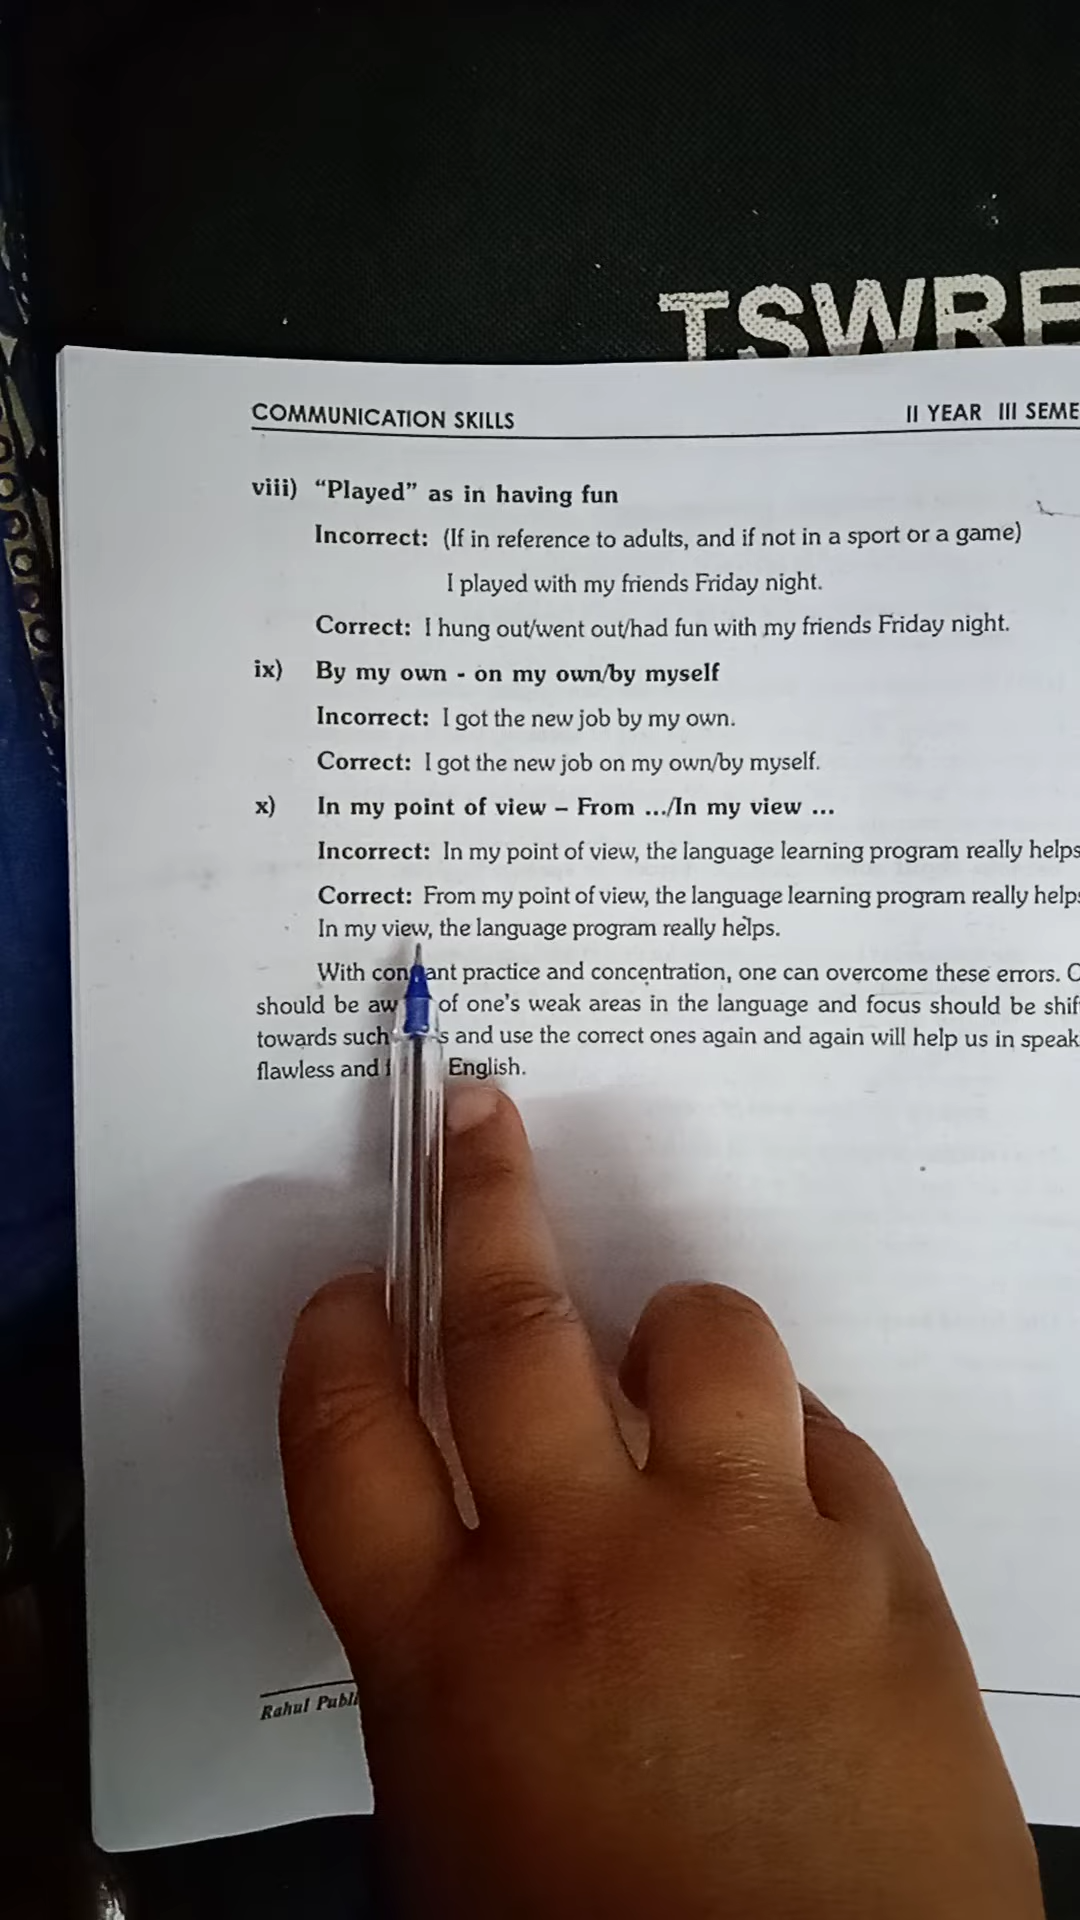 TSWRE
COMMUNICATION SKILLS II YEAR III SEME
viii) “Played” as in having fun
Incorrect: (If in reference to adults, and if not in a sport or a game)
I played with my friends Friday night.
Correct: I hung out/went out/had fun with my friends Friday night.
ix) By my own - on my own/by myself
Incorrect: I got the new job by my own.
Correct: I got the new job on my own/by myself.
x) In my point of view – From .../In my view ...
Incorrect: In my point of view, the language learning program really helps
Correct: From my point of view, the language learning program really helps
In my view, the language program really helps.
With con ant practice and concentration, one can overcome these errors.
should be aw of one's weak areas in the language and focus should be shif
towards such s and use the correct ones again and again will help us in speak
flawless and English.
Rahul Publi